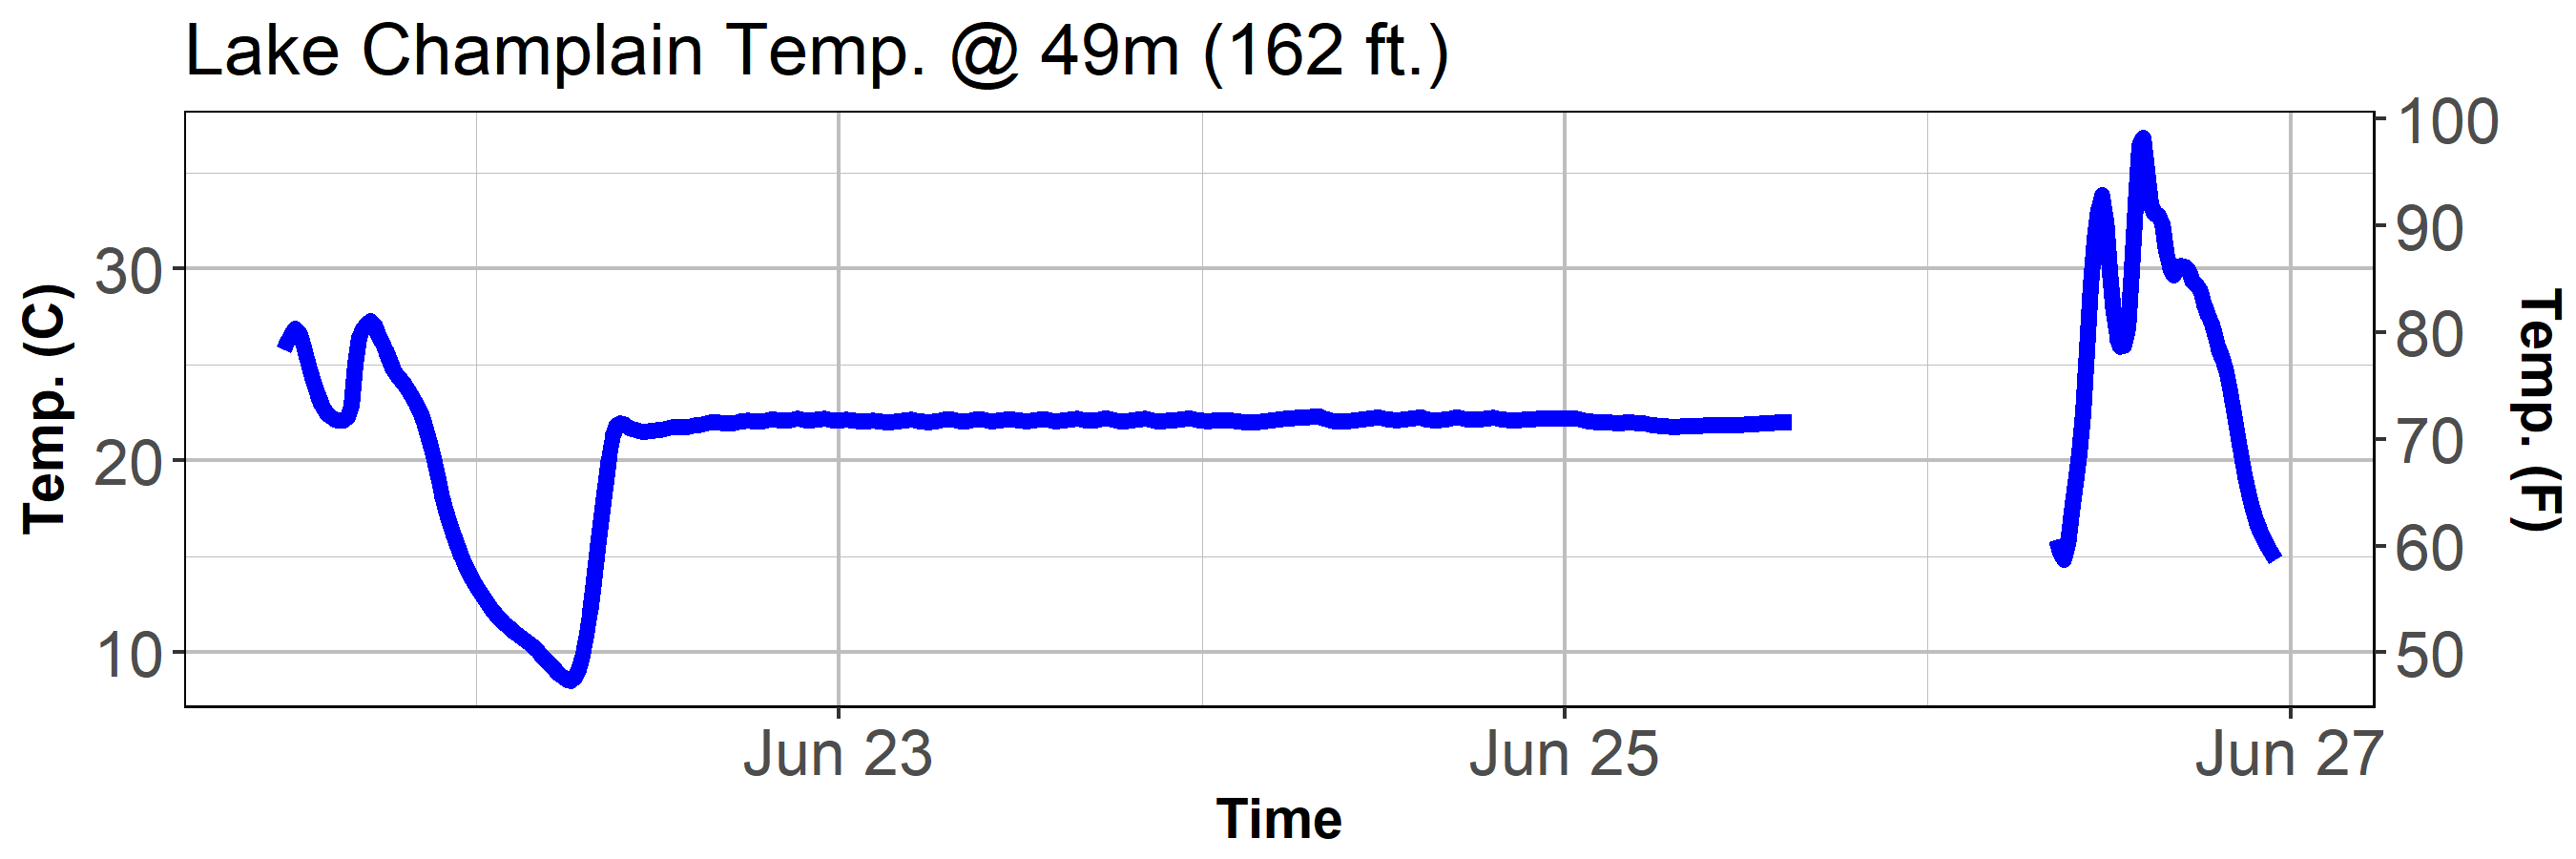 Lake Champlain Temp. @ 49m (162 ft.)
Temp. (C)
30
20
10
100
90
80
70
60
50
Temp. (F)
Jun 23
Jun 25
Jun 27
Time